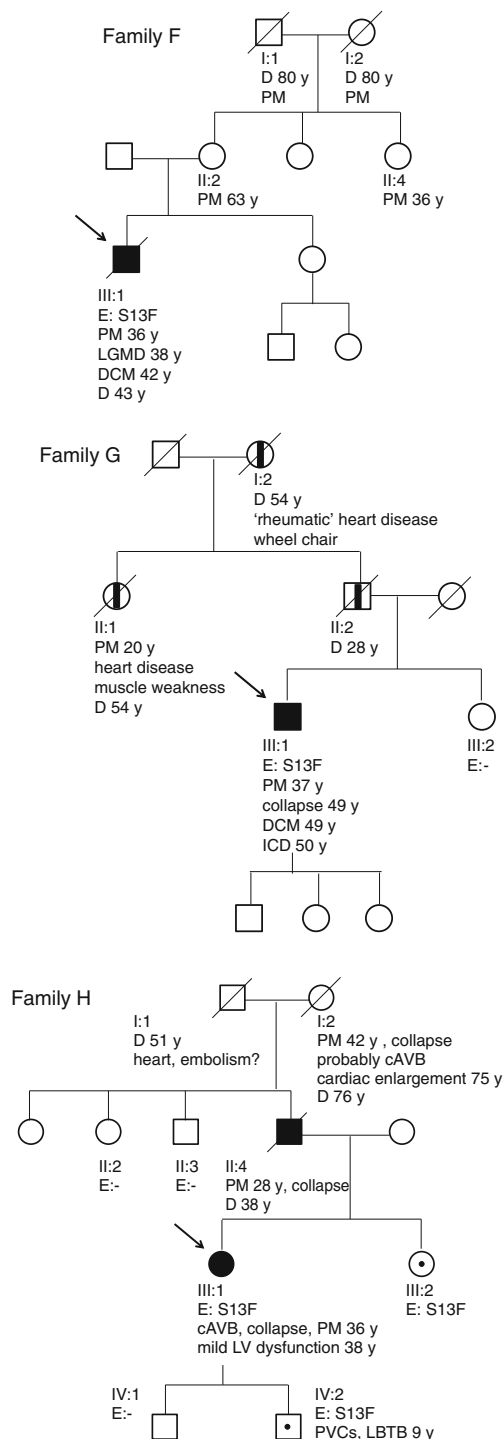 Family F
I:1
D 80 y
PM
I:2
D 80 y
PM
II:2
PM 63 y
II:4
PM 36 y
III:1
E: S13F
PM 36 y
LGMD 38 y
DCM 42 y
D 43 y
Family G
I:2
D 54 y
‘rheumatic’ heart disease
wheel chair
II:1
PM 20 y
heart disease
muscle weakness
D 54 y
II:2
D 28 y
III:1
E: S13F
PM 37 y
collapse 49 y
DCM 49 y
ICD 50 y
III:2
E:-
Family H
I:1
D 51 y
heart, embolism?
I:2
PM 42 y , collapse
probably cAVB
cardiac enlargement 75 y
D 76 y
II:2
E:-
II:3
E:-
II:4
PM 28 y, collapse
D 38 y
III:1
E: S13F
cAVB, collapse, PM 36 y
mild LV dysfunction 38 y
III:2
E: S13F
IV:1
E:-
IV:2
E: S13F
PVCs, LBTB 9 y